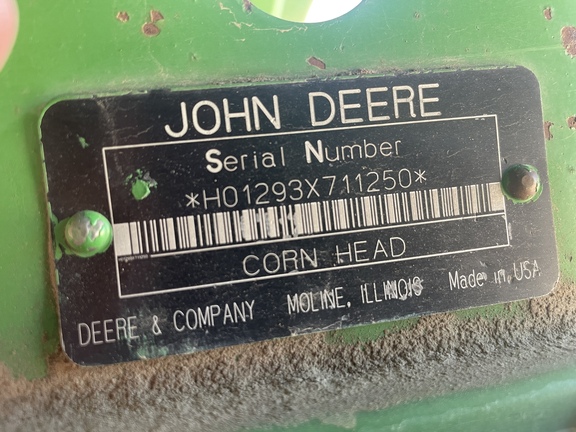 JOHN DEERE
Serial Number
*H01293X711250*
CORN HEAD
DEERE & COMPANY MOLINE, ILLINOIS Made in USA